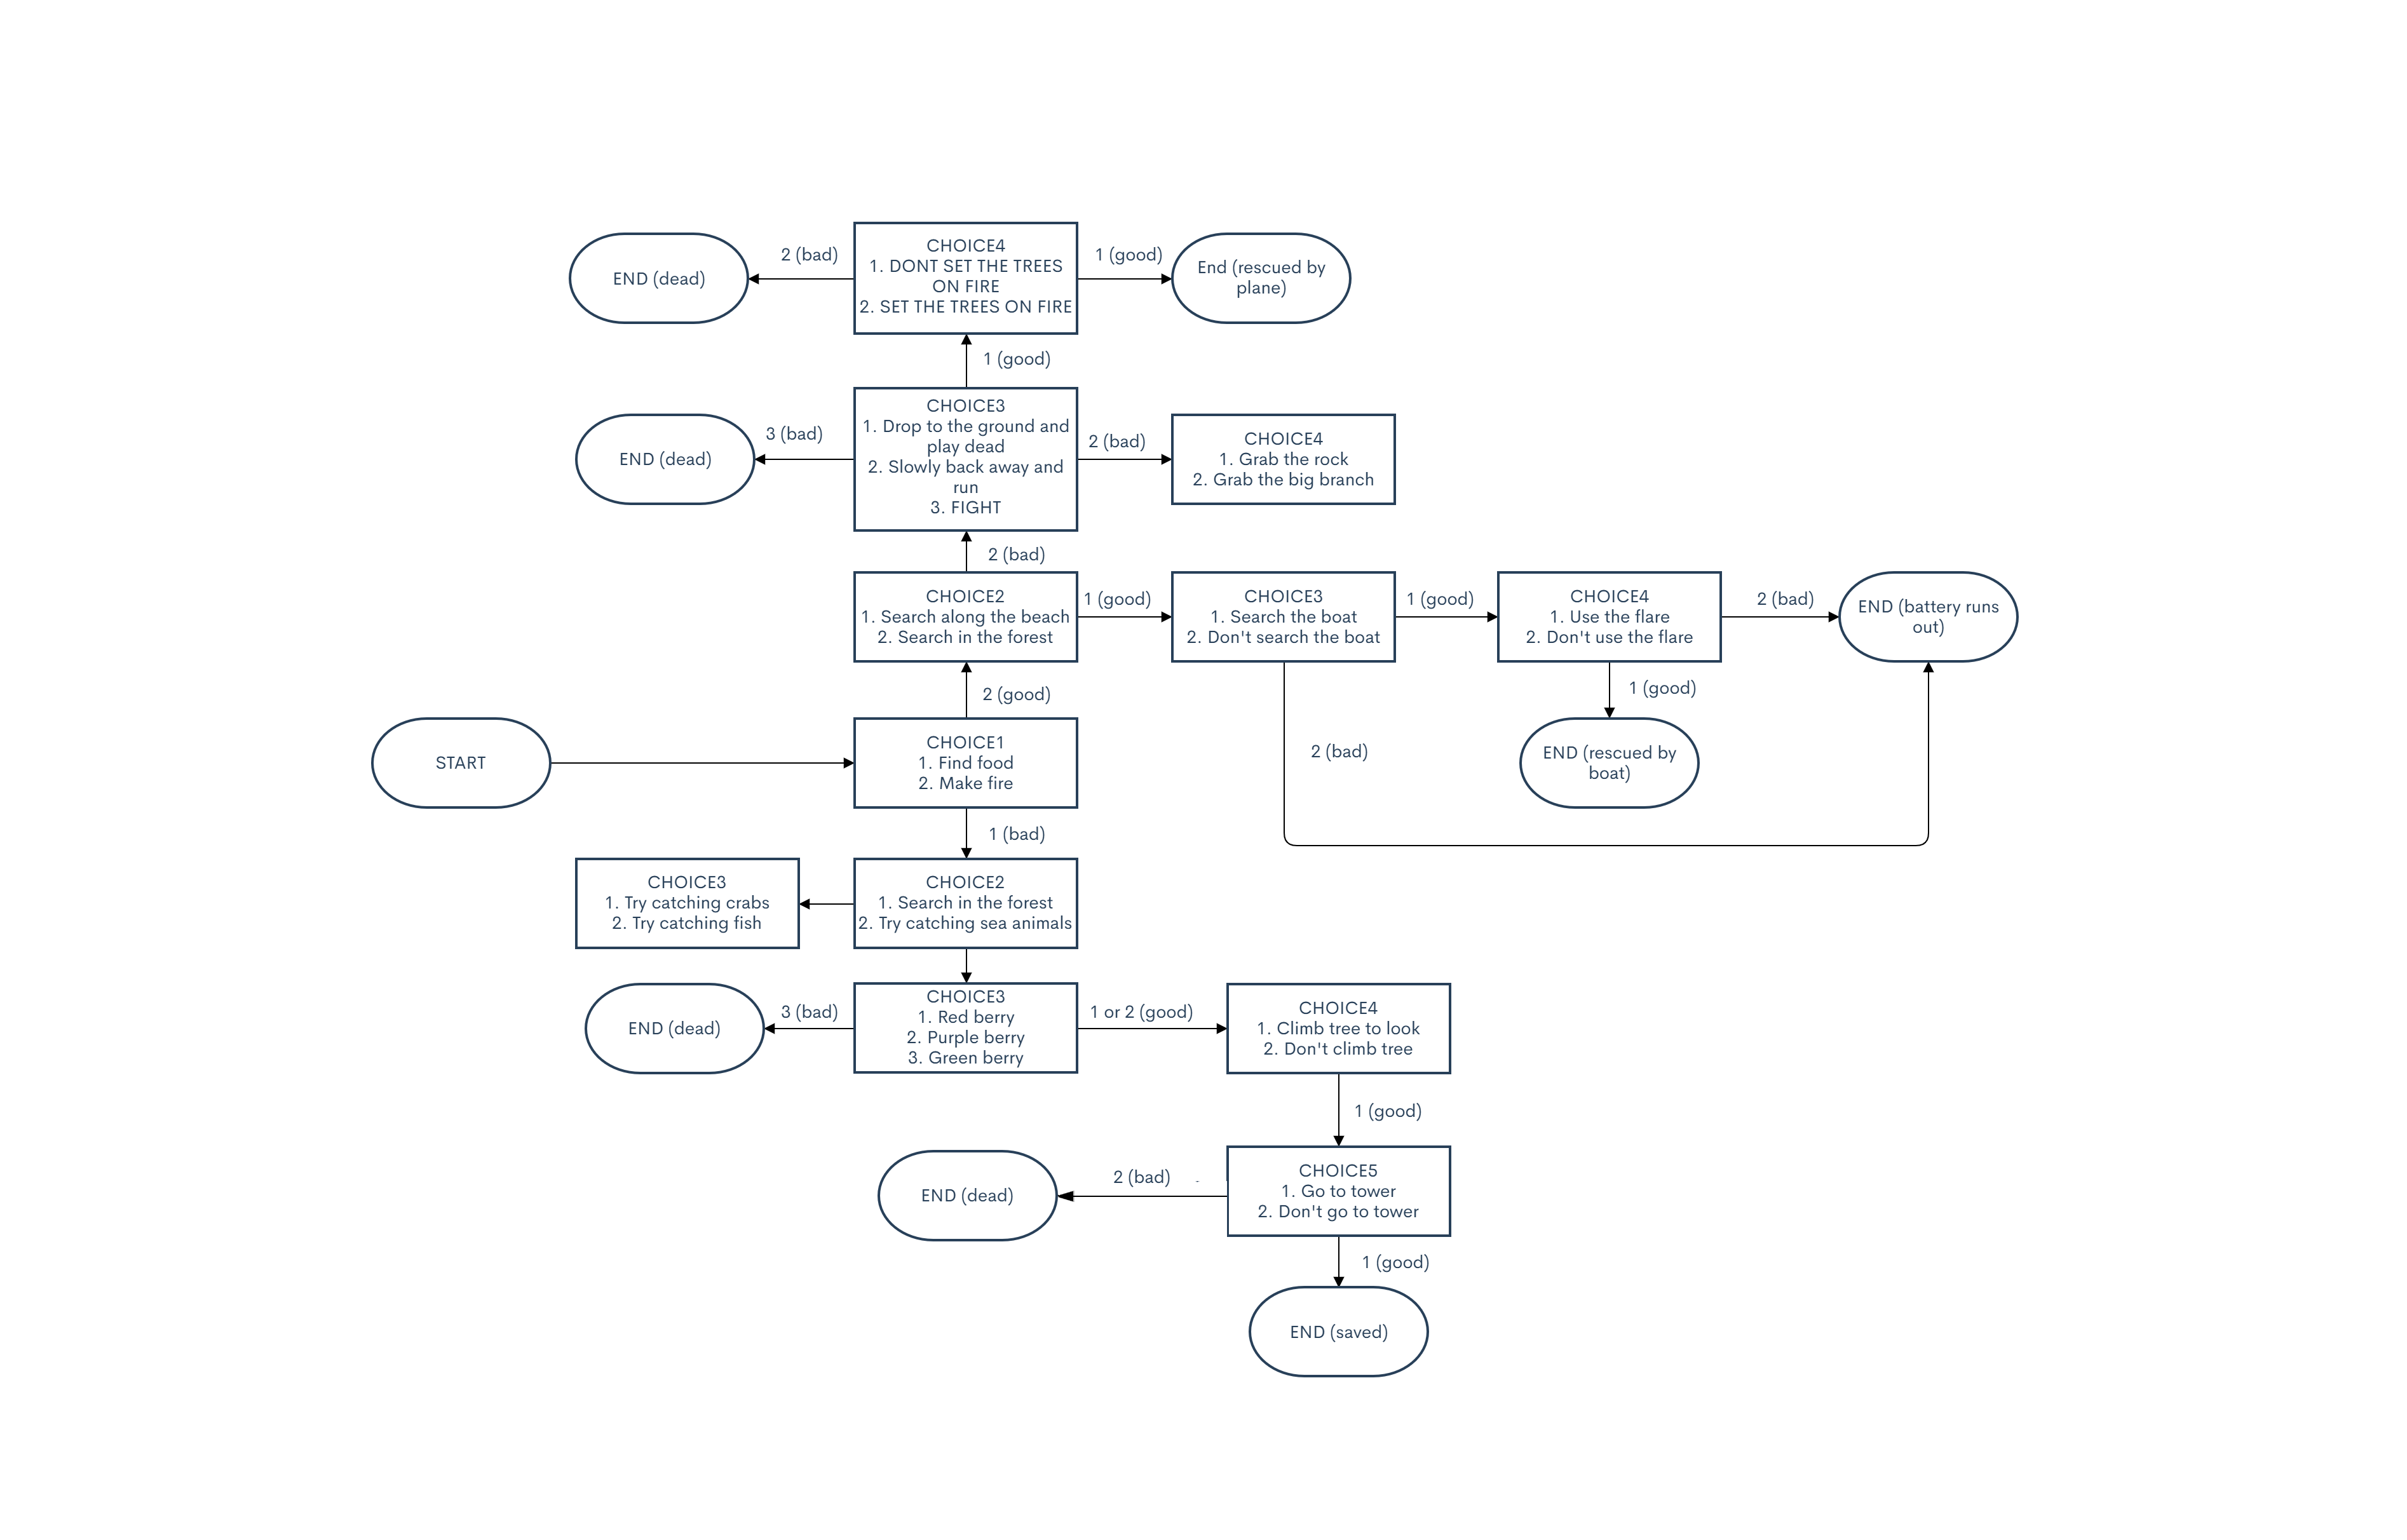 CHOICE4
1. DONT SET THE TREES
ON FIRE
2. SET THE TREES ON FIRE
END (dead)
2 (bad)
1 (good)
End (rescued by
plane)
1 (good)
CHOICE3
1. Drop to the ground and
play dead
2. Slowly back away and
run
3. FIGHT
END (dead)
3 (bad)
2 (bad)
CHOICE4
1. Grab the rock
2. Grab the big branch
2 (bad)
CHOICE2
1. Search along the beach
2. Search in the forest
1 (good)
CHOICE3
1. Search the boat
2. Don't search the boat
1 (good)
CHOICE4
1. Use the flare
2. Don't use the flare
2 (bad)
END (battery runs
out)
2 (good)
1 (good)
START
CHOICE1
1. Find food
2. Make fire
2 (bad)
END (rescued by
boat)
1 (bad)
CHOICE3
1. Try catching crabs
2. Try catching fish
CHOICE2
1. Search in the forest
2. Try catching sea animals
END (dead)
3 (bad)
CHOICE3
1. Red berry
2. Purple berry
3. Green berry
1 or 2 (good)
CHOICE4
1. Climb tree to look
2. Don't climb tree
1 (good)
END (dead)
2 (bad)
CHOICE5
1. Go to tower
2. Don't go to tower
1 (good)
END (saved)